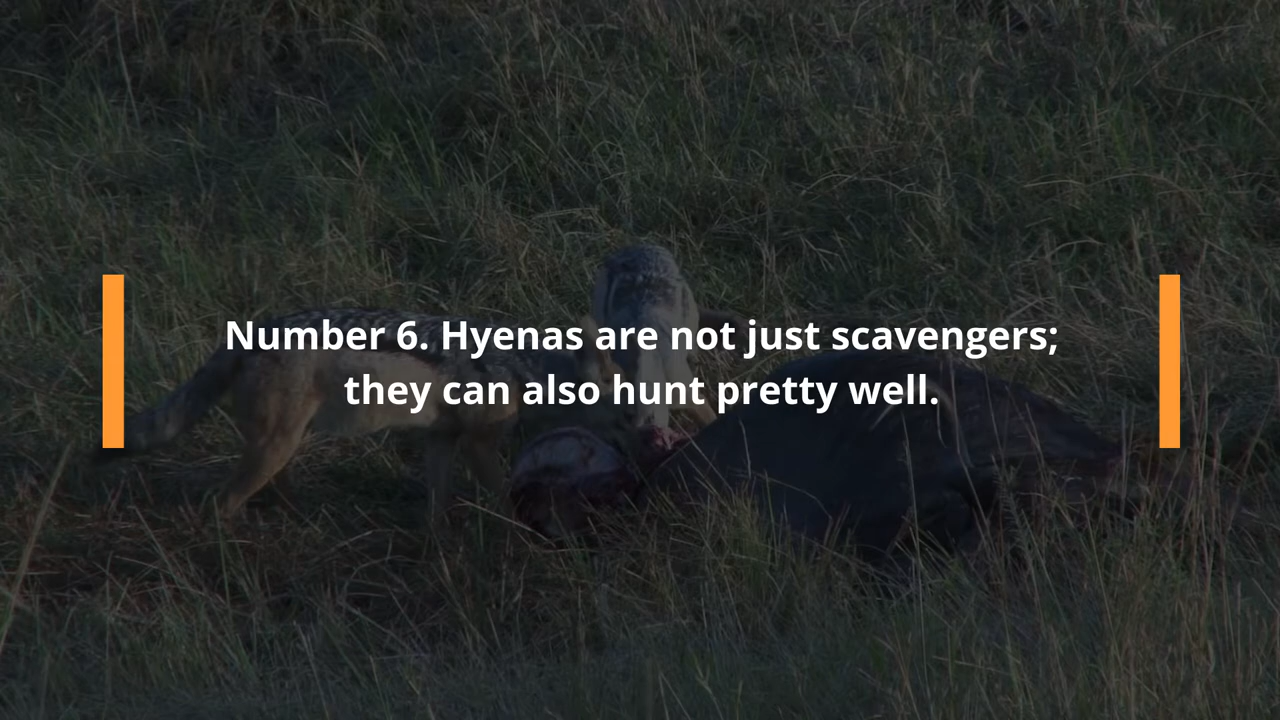 Number 6. Hyenas are not just scavengers;
they can also hunt pretty well.